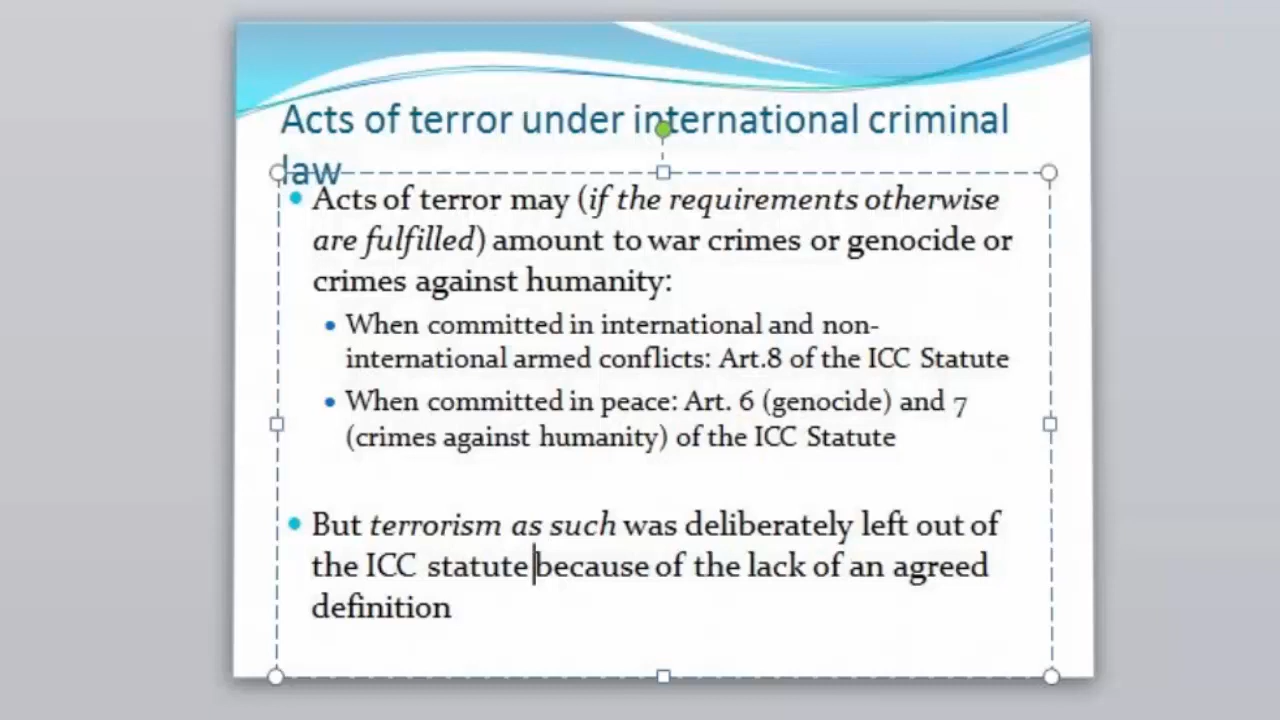 Acts of terror under international criminal
law
• Acts of terror may (if the requirements otherwise
are fulfilled) amount to war crimes or genocide or
crimes against humanity:
• When committed in international and non-
international armed conflicts: Art.8 of the ICC Statute
• When committed in peace: Art. 6 (genocide) and 7
(crimes against humanity) of the ICC Statute
• But terrorism as such was deliberately left out of
the ICC statute because of the lack of an agreed
definition